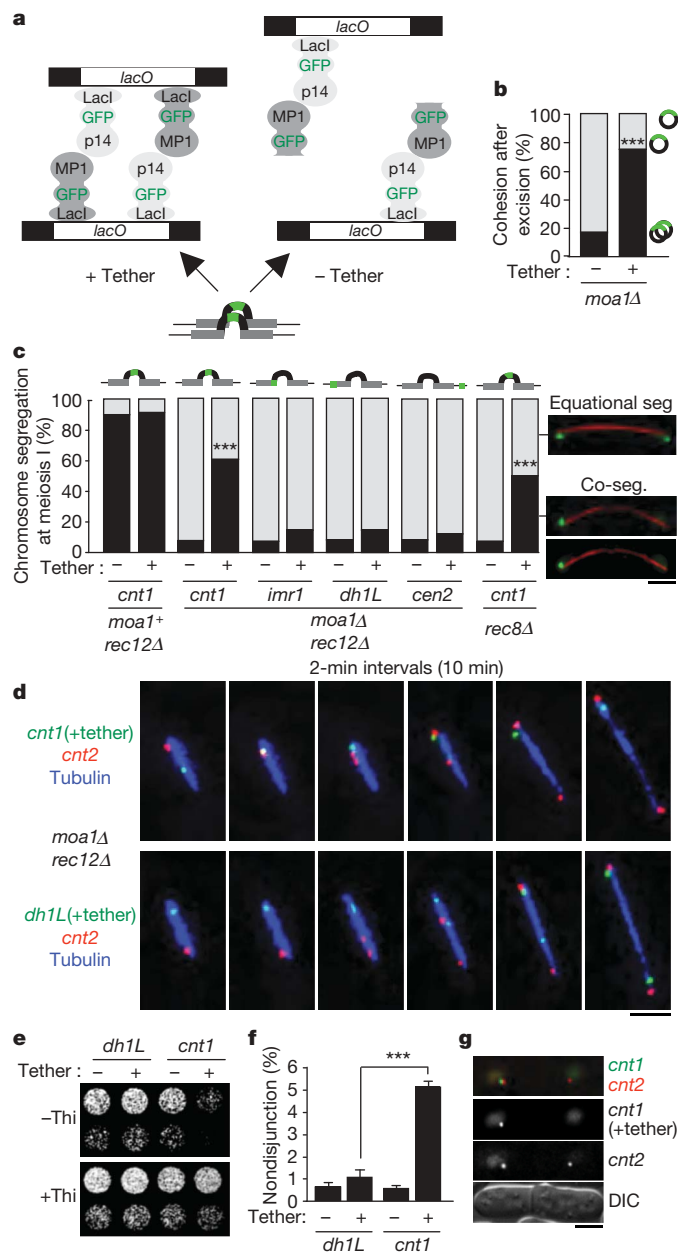 a
lacO
LacI
LacI
GFP
GFP
p14
MP1
MP1
p14
GFP
GFP
LacI
LacI
lacO
+ Tether
lacO
LacI
GFP
p14
MP1
GFP
GFP
MP1
p14
GFP
LacI
lacO
– Tether
b
Cohesion after
excision (%)
100
80
60
40
20
0
***
Tether : – +
moa1Δ
c
Chromosome segregation
at meiosis I (%)
100
80
60
40
20
0
***
***
Tether : – + – + – + – + – + – +
cnt1 cnt1 imr1 dh1L cen2 cnt1
moa1+
rec12Δ
moa1Δ
rec12Δ
rec8Δ
Equational seg
Co-seg.
2-min intervals (10 min)
d
cnt1(+tether)
cnt2
Tubulin
moa1Δ
rec12Δ
dh1L(+tether)
cnt2
Tubulin
e
dh1L cnt1
Tether : – + – +
–Thi
+Thi
f
Nondisjunction (%)
6
5
4
3
2
1
0
***
Tether: – + – +
dh1L cnt1
g
cnt1
cnt2
cnt1
(+tether)
cnt2
DIC